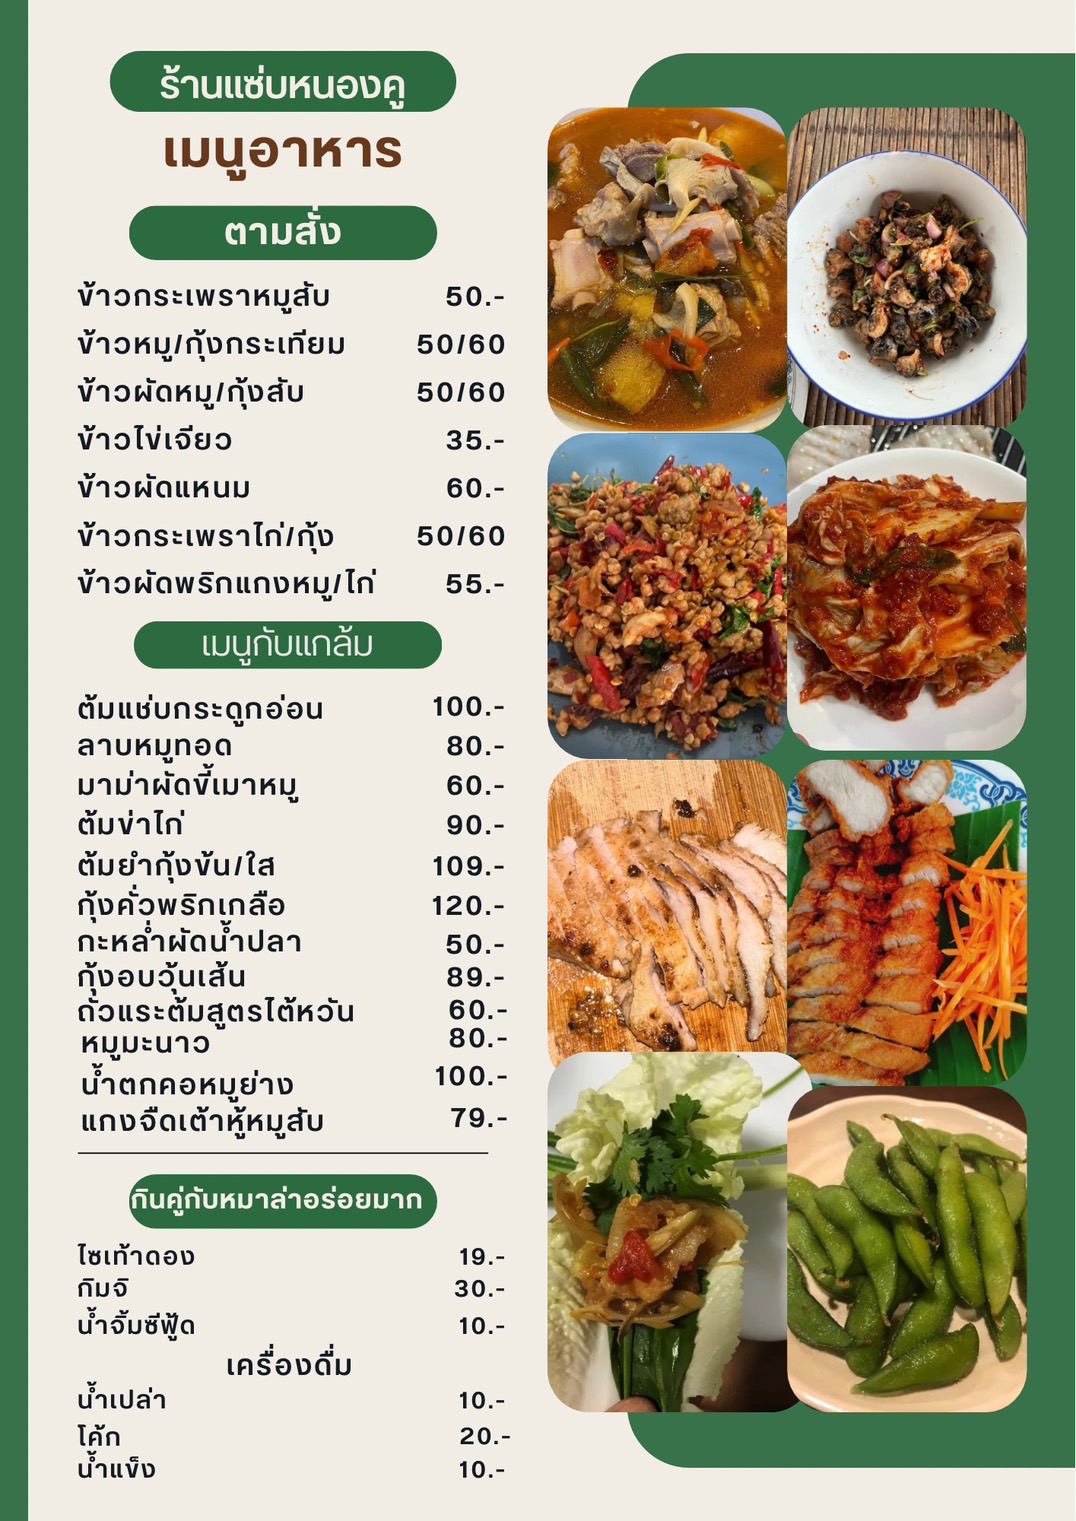 ร้านแซ่บหนองคู
เมนูอาหาร
ตามสั่ง
ข้าวกระเพราหมูสับ 50.-
ข้าวหมู/กุ้งกระเทียม 50/60
ข้าวผัดหมู/กุ้งสับ 50/60
ข้าวไข่เจียว 35.-
ข้าวผัดแหนม 60.-
ข้าวกระเพราไก่/กุ้ง 50/60
ข้าวผัดพริกแกงหมู/ไก่ 55.-
เมนูกับแกล้ม
ต้มแซ่บกระดูกอ่อน 100.-
ลาบหมูทอด 80.-
มาม่าผัดขี้เมาหมู 60.-
ต้มข่าไก่ 90.-
ต้มยำกุ้งข้น/ใส 109.-
กุ้งคั่วพริกเกลือ 120.-
กะหล่ำผัดน้ำปลา 50.-
กุ้งอบวุ้นเส้น 89.-
ถั่วแระต้มสูตรไต้หวัน 60.-
หมูมะนาว 80.-
น้ำตกคอหมูย่าง 100.-
แกงจืดเต้าหู้หมูสับ 79.-
กินคู่กับหมาล่าอร่อยมาก
ไชเท้าดอง 19.-
กิมจิ 30.-
น้ำจิ้มซีฟู้ด 10.-
เครื่องดื่ม
น้ำเปล่า 10.-
โค้ก 20.-
น้ำแข็ง 10.-